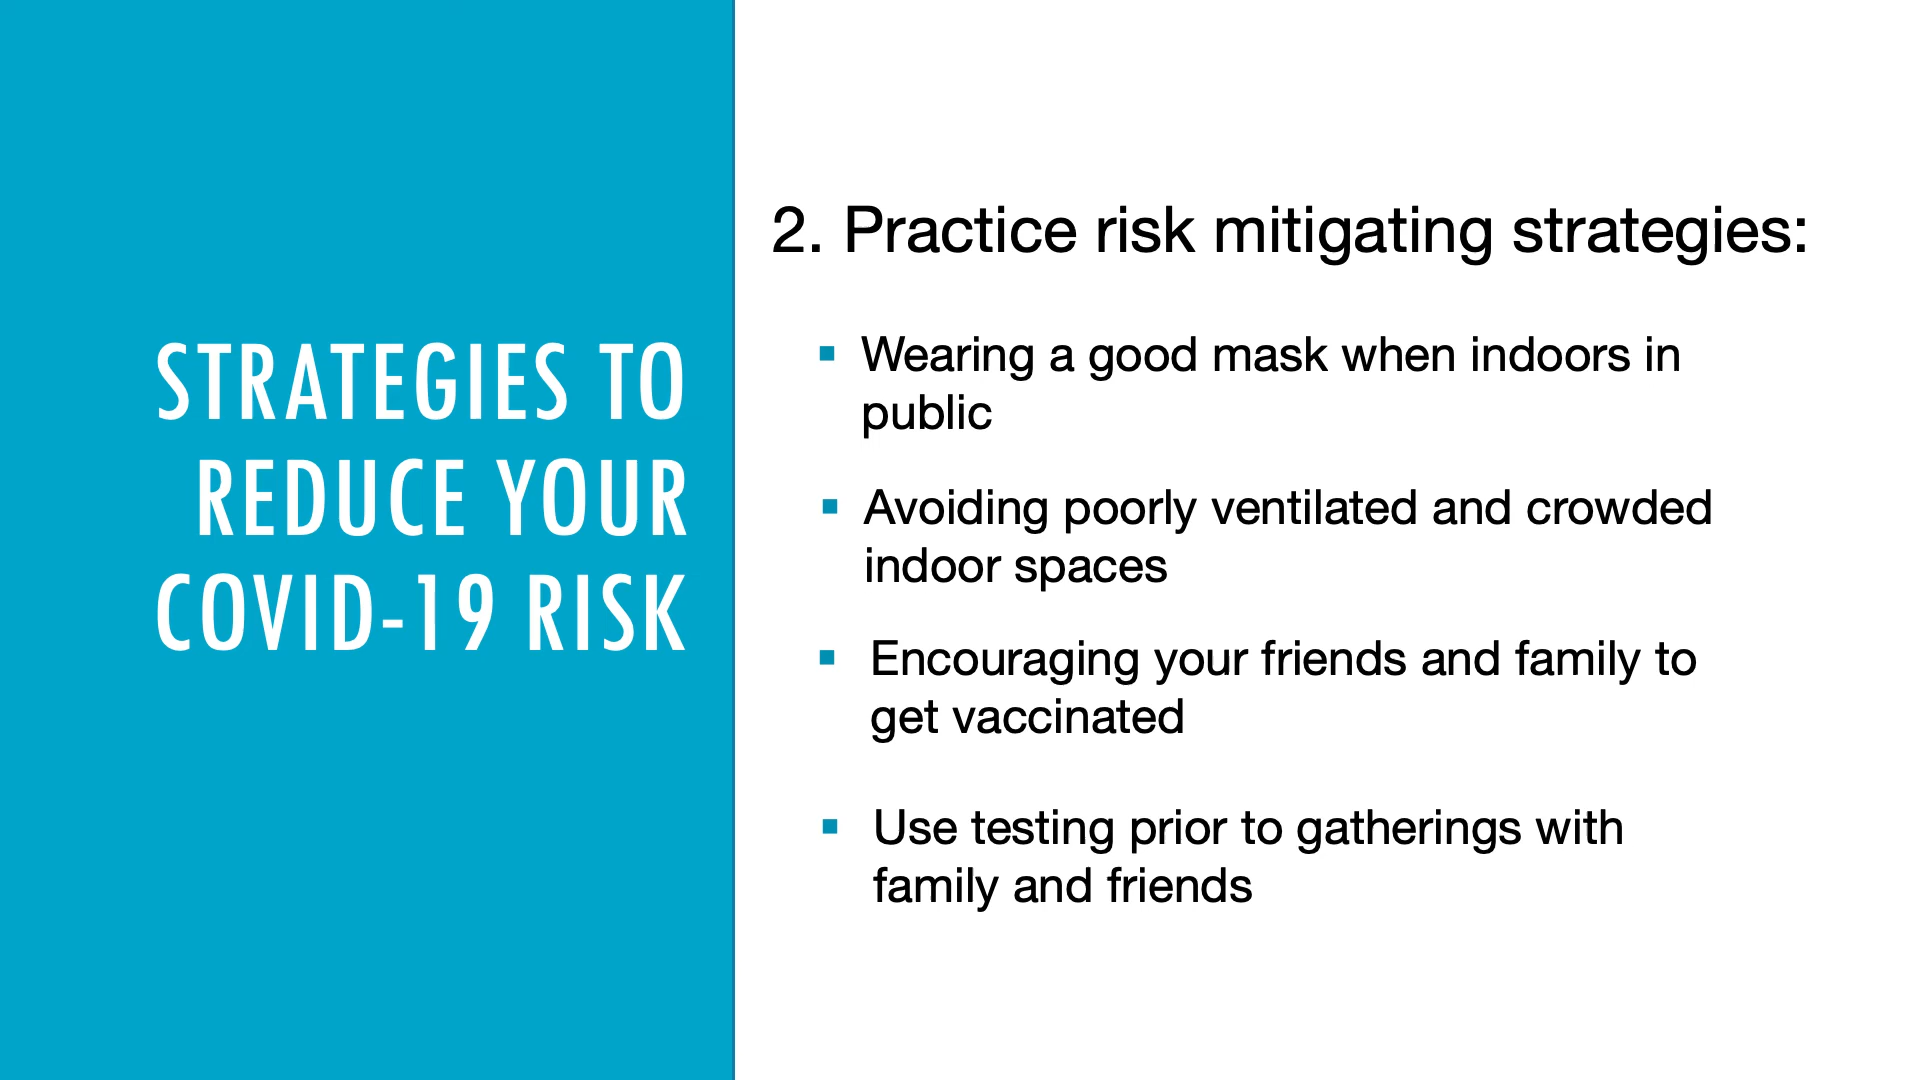 STRATEGIES TO
REDUCE YOUR
COVID-19 RISK
2. Practice risk mitigating strategies:
▪ Wearing a good mask when indoors in
public
▪ Avoiding poorly ventilated and crowded
indoor spaces
▪ Encouraging your friends and family to
get vaccinated
▪ Use testing prior to gatherings with
family and friends